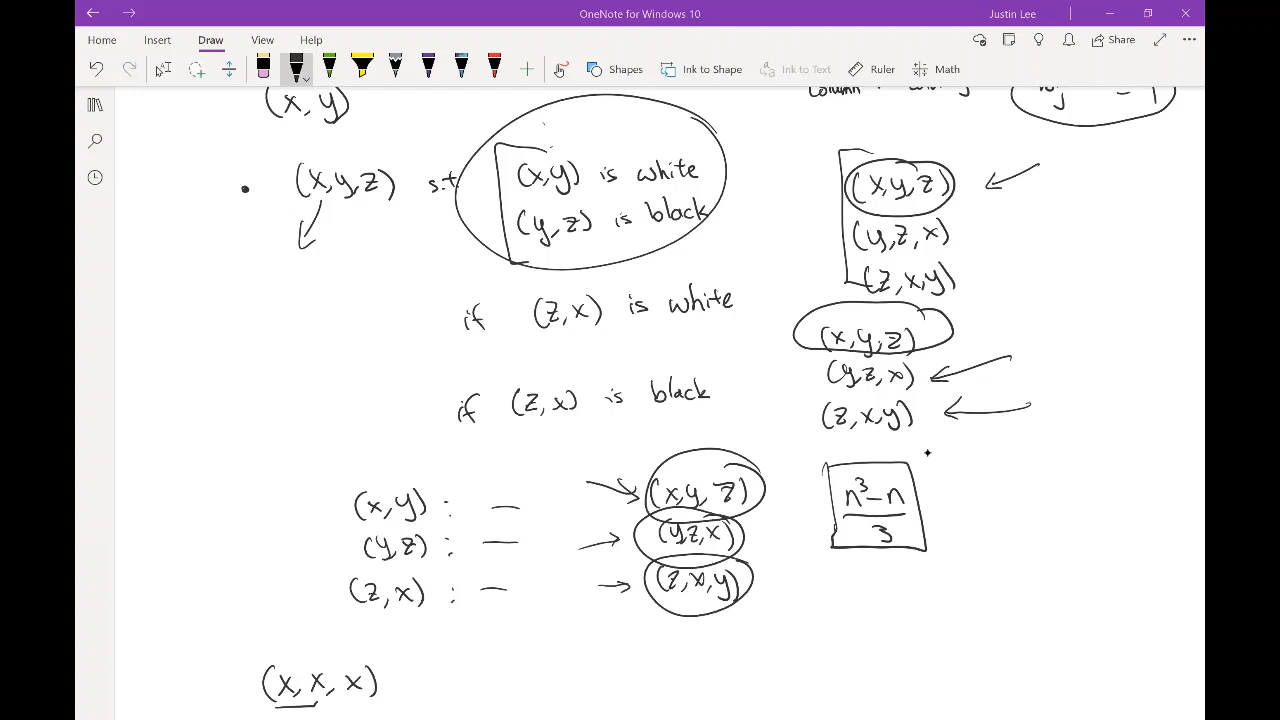 OneNote for Windows 10
Justin Lee
Home Insert Draw View Help
Share
Shapes
Ink to Shape
Ink to Text
Ruler
Math
(x, y)
• (x,y,z) s.t. (x,y) is white
(y,z) is black
if (z,x) is white
if (z,x) is black
(x,y,z)
(y,z,x)
(z,x,y)
(x,y,z)
(y,z,x)
(z,x,y)
(x,y) : — (x,y,z)
(y,z) : — (y,z,x)
(z,x) : — (z,x,y)
n³-n
3
(x, x, x)